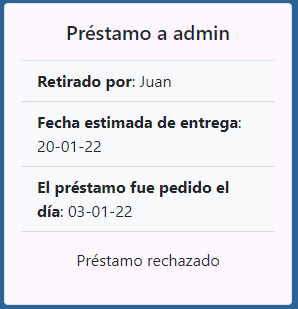 Préstamo a admin
Retirado por: Juan
Fecha estimada de entrega:
20-01-22
El préstamo fue pedido el
día: 03-01-22
Préstamo rechazado